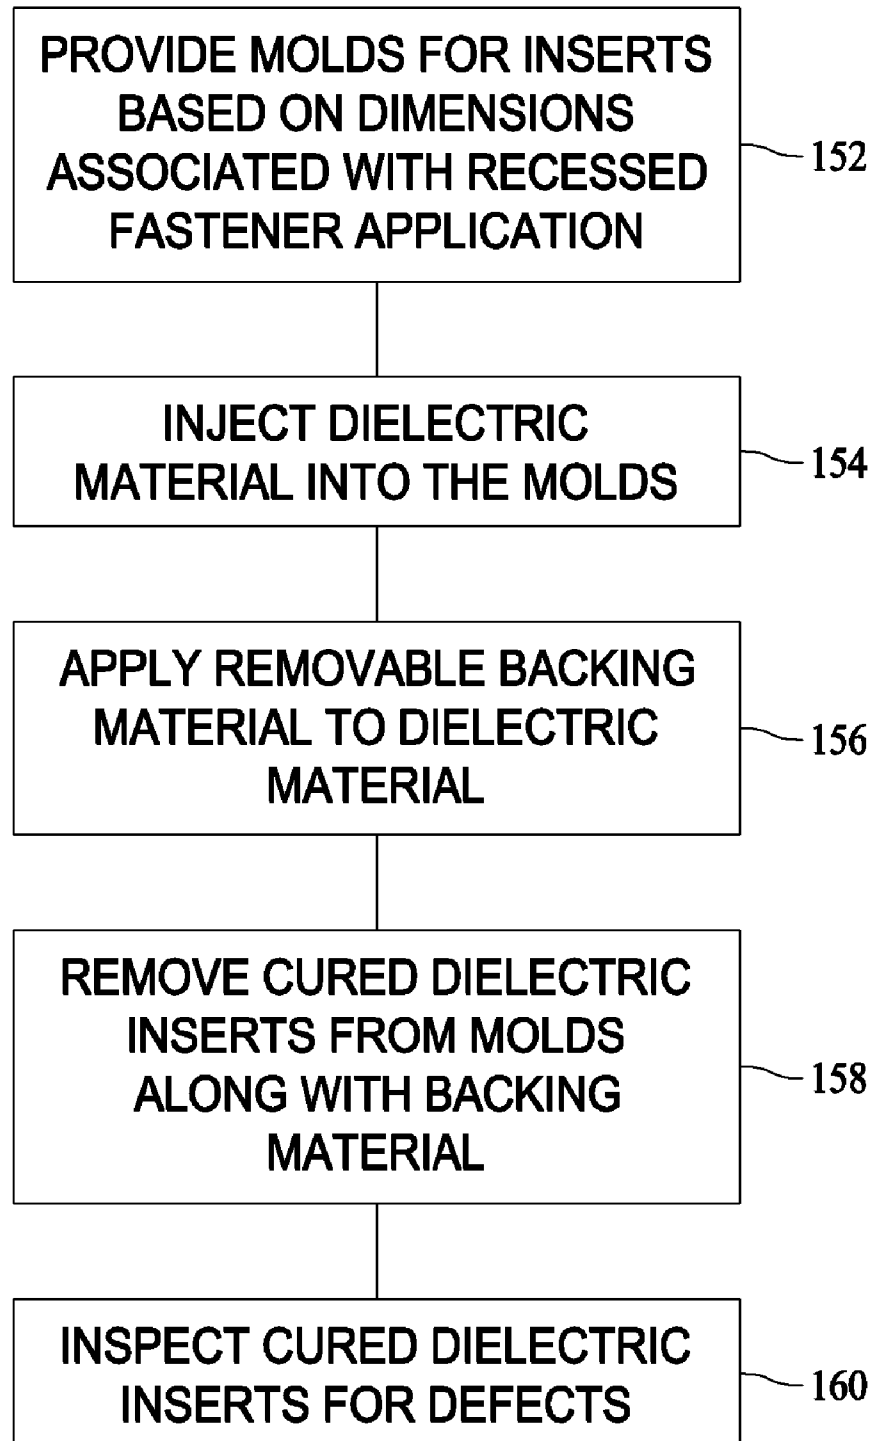 PROVIDE MOLDS FOR INSERTS
BASED ON DIMENSIONS
ASSOCIATED WITH RECESSED
FASTENER APPLICATION
152
INJECT DIELECTRIC
MATERIAL INTO THE MOLDS
154
APPLY REMOVABLE BACKING
MATERIAL TO DIELECTRIC
MATERIAL
156
REMOVE CURED DIELECTRIC
INSERTS FROM MOLDS
ALONG WITH BACKING
MATERIAL
158
INSPECT CURED DIELECTRIC
INSERTS FOR DEFECTS
160